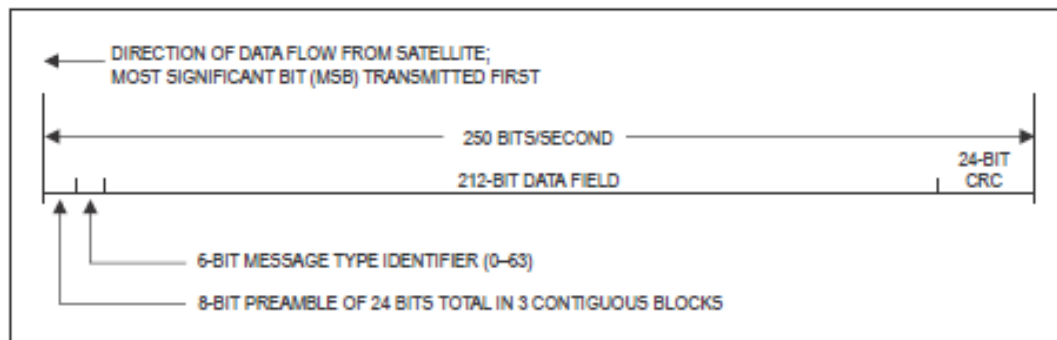 DIRECTION OF DATA FLOW FROM SATELLITE;
MOST SIGNIFICANT BIT (MSB) TRANSMITTED FIRST
250 BITS/SECOND
212-BIT DATA FIELD
24-BIT
CRC
6-BIT MESSAGE TYPE IDENTIFIER (0–63)
8-BIT PREAMBLE OF 24 BITS TOTAL IN 3 CONTIGUOUS BLOCKS